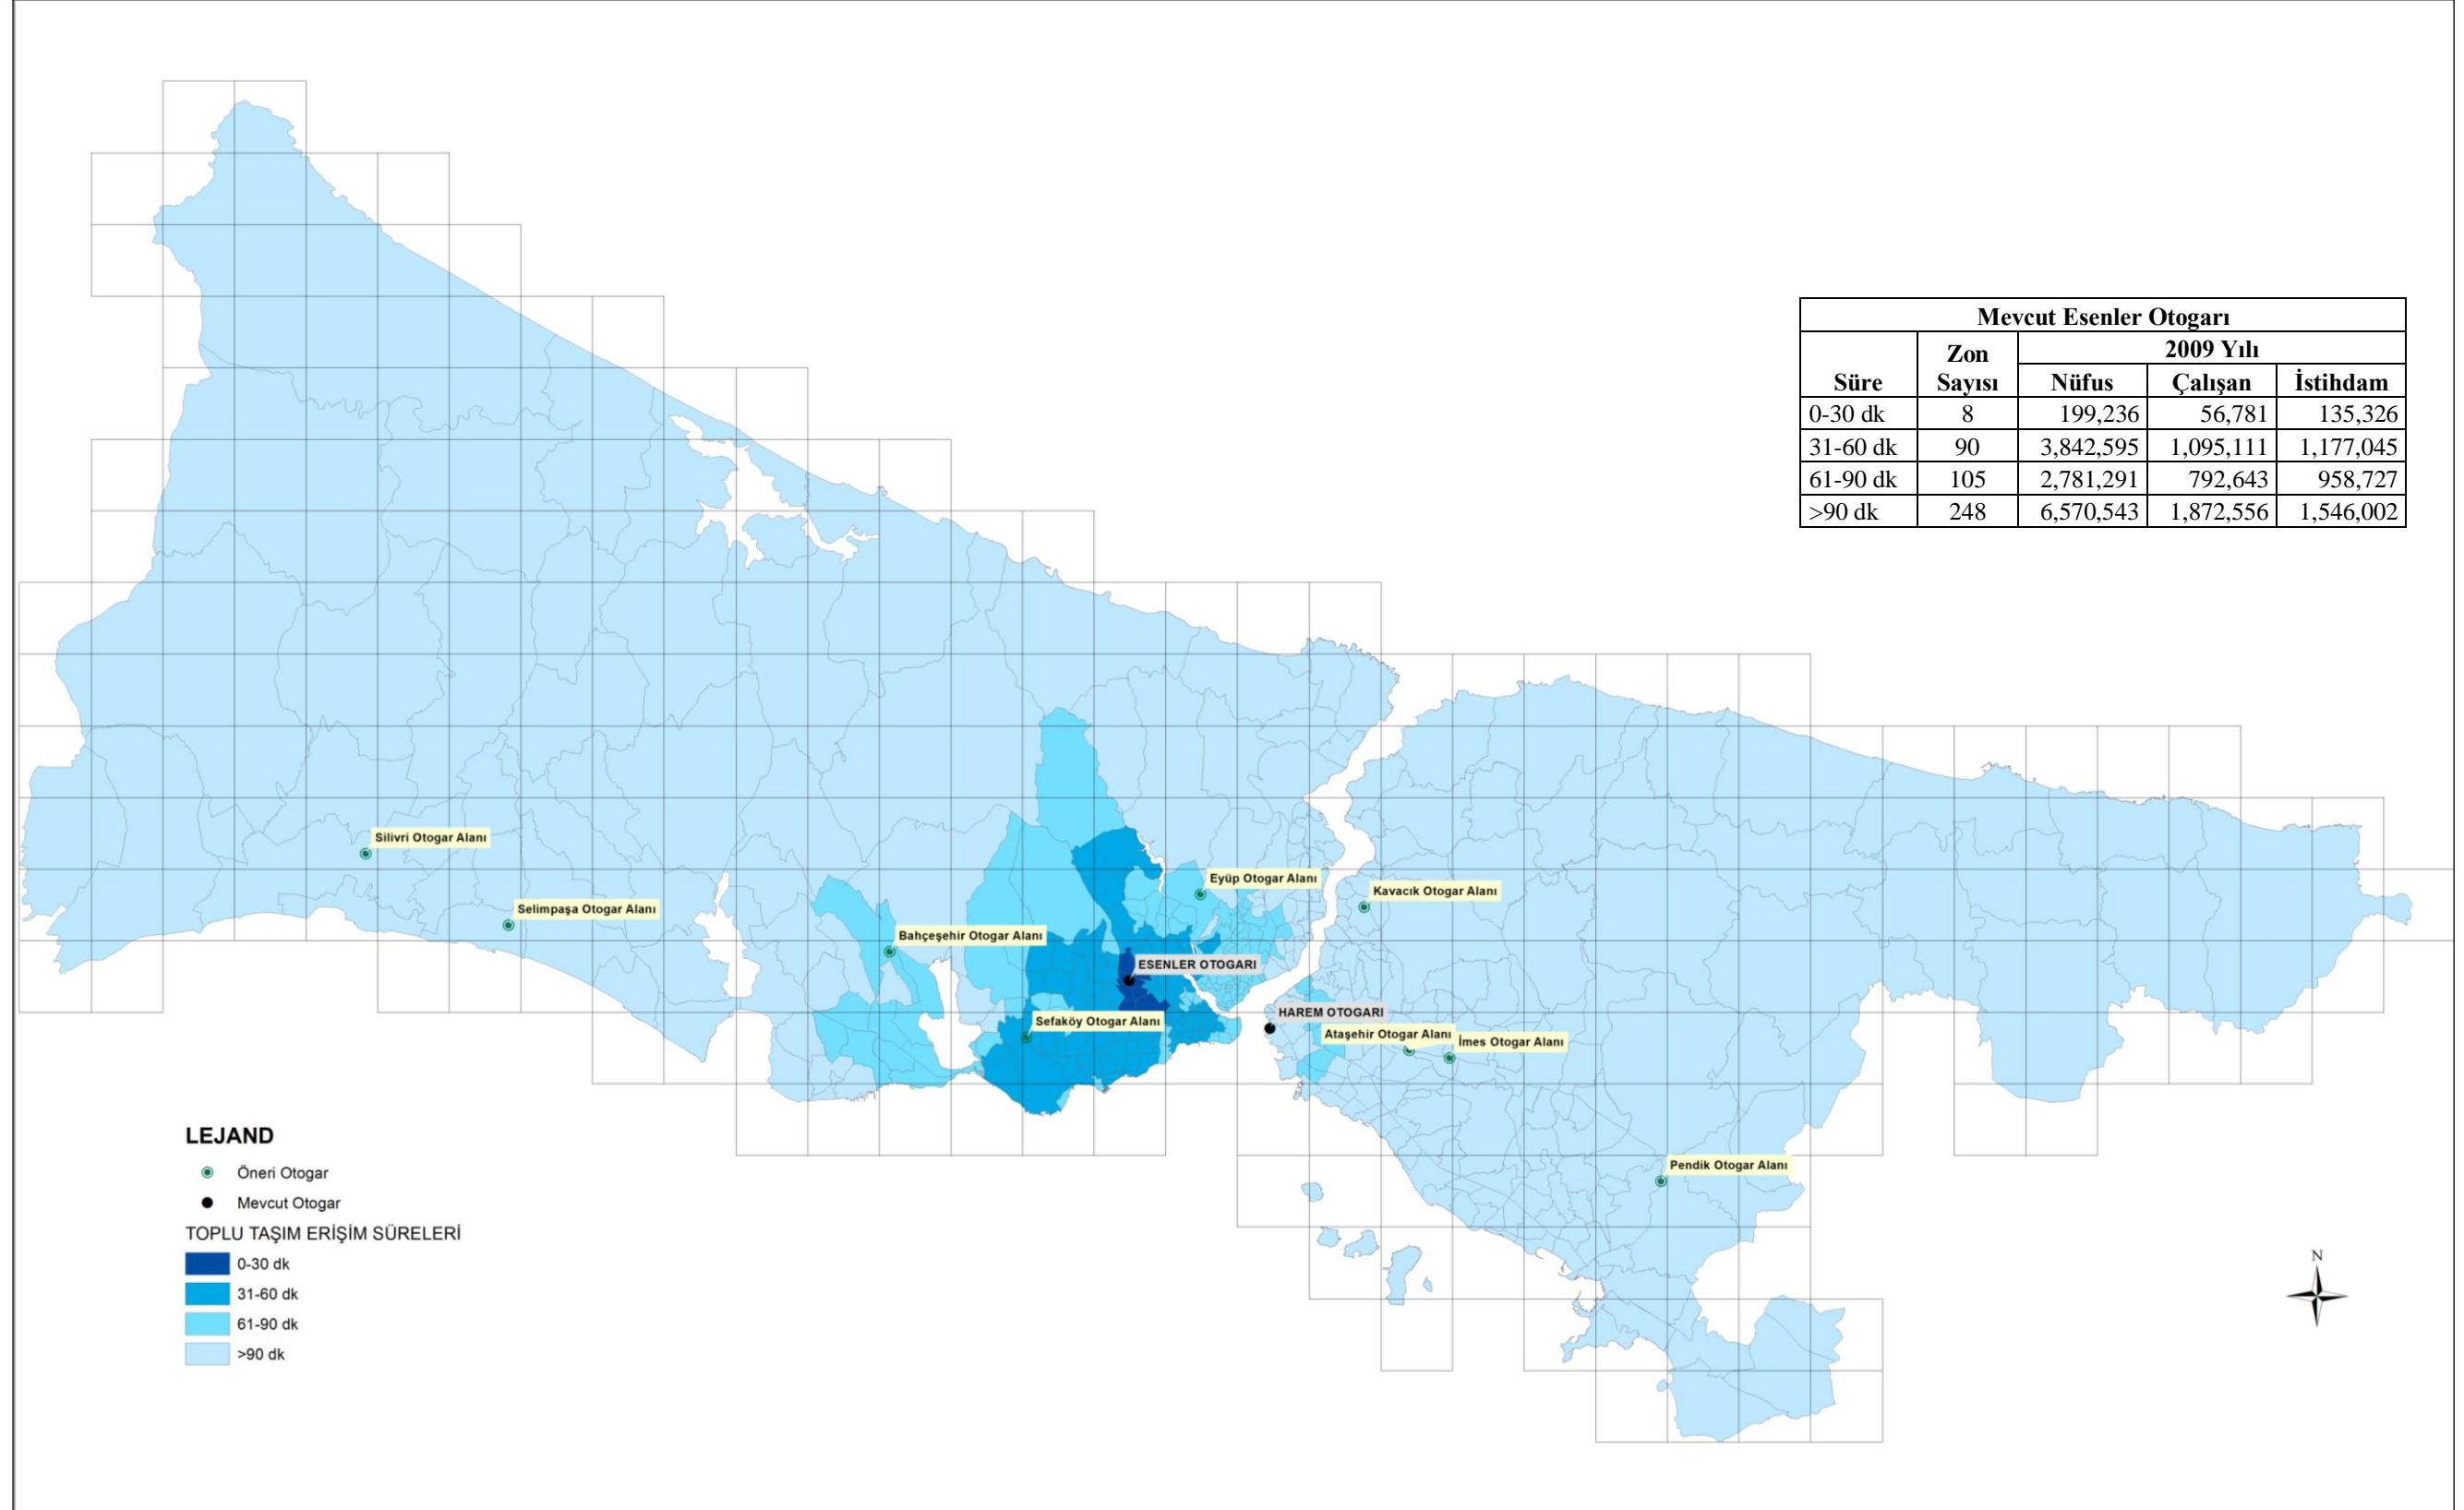 Mevcut Esenler Otogarı
Süre Zon Sayısı 2009 Yılı
Nüfus Çalışan İstihdam
0-30 dk 8 199,236 56,781 135,326
31-60 dk 90 3,842,595 1,095,111 1,177,045
61-90 dk 105 2,781,291 792,643 958,727
>90 dk 248 6,570,543 1,872,556 1,546,002
Silivri Otogar Alanı
Selimpaşa Otogar Alanı
Bahçeşehir Otogar Alanı
Eyüp Otogar Alanı
Kavacık Otogar Alanı
ESENLER OTOGARI
HAREM OTOGARI
Sefaköy Otogar Alanı
Ataşehir Otogar Alanı
İmes Otogar Alanı
Pendik Otogar Alanı
LEJAND
Öneri Otogar
Mevcut Otogar
TOPLU TAŞIM ERİŞİM SÜRELERİ
0-30 dk
31-60 dk
61-90 dk
>90 dk
N